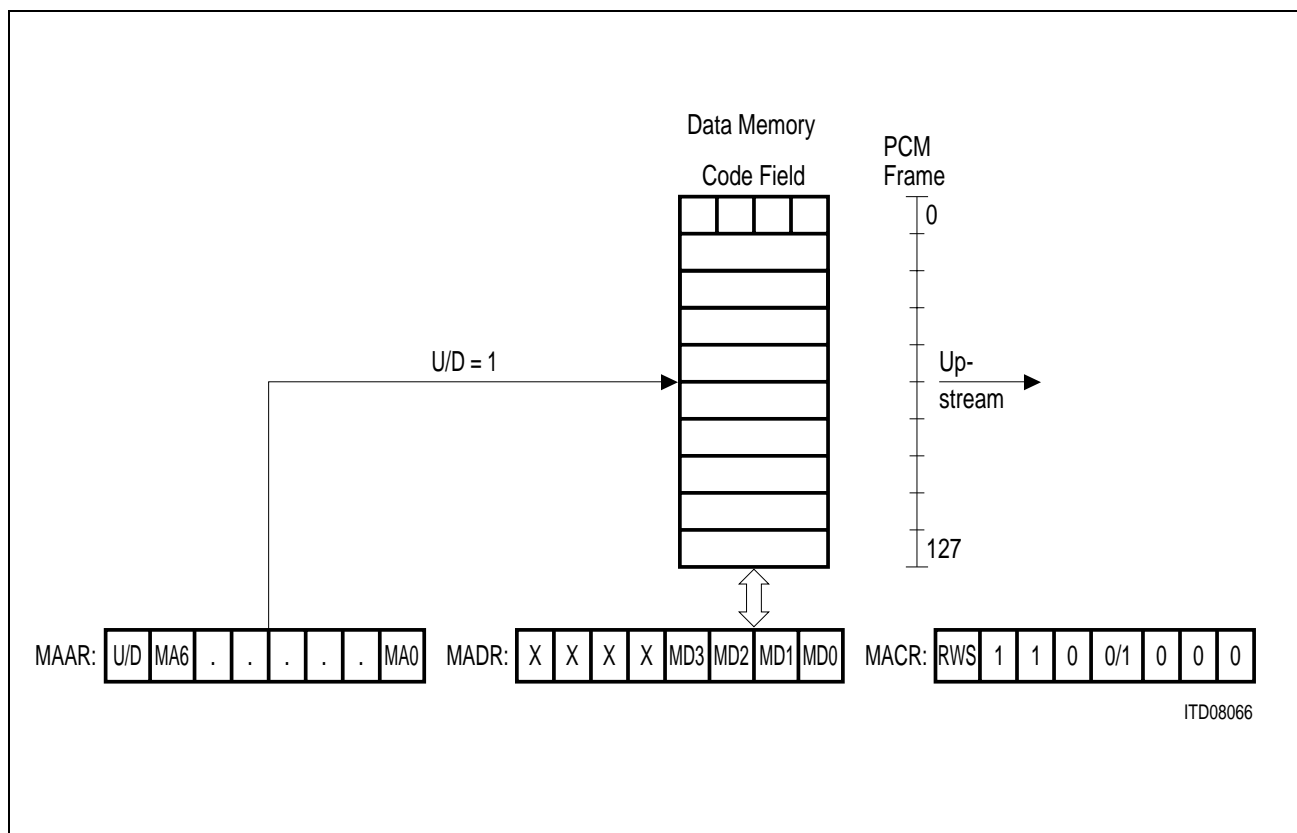 Data Memory
Code Field
PCM
Frame
0
U/D = 1
Up-
stream
127
MAAR: U/D MA6 . . . . . MA0 MADR: X X X X MD3 MD2 MD1 MD0 MACR: RWS 1 1 0 0/1 0 0 0
ITD08066